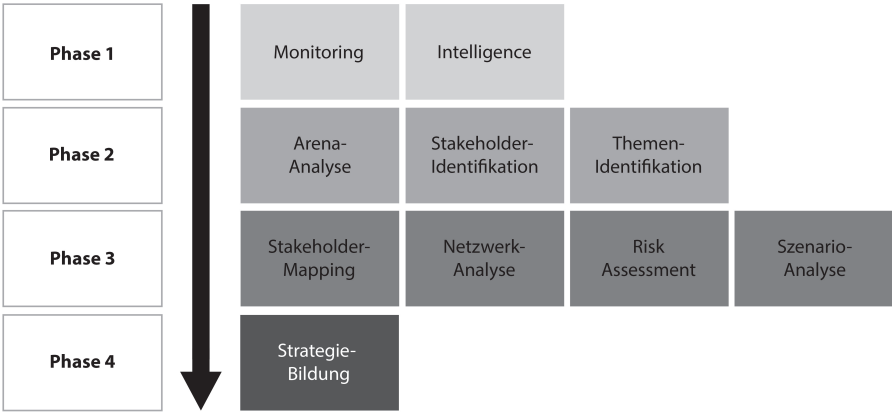 Phase 1
Monitoring
Intelligence
Phase 2
Arena-
Analyse
Stakeholder-
Identifikation
Themen-
Identifikation
Phase 3
Stakeholder-
Mapping
Netzwerk-
Analyse
Risk
Assessment
Szenario-
Analyse
Phase 4
Strategie-
Bildung